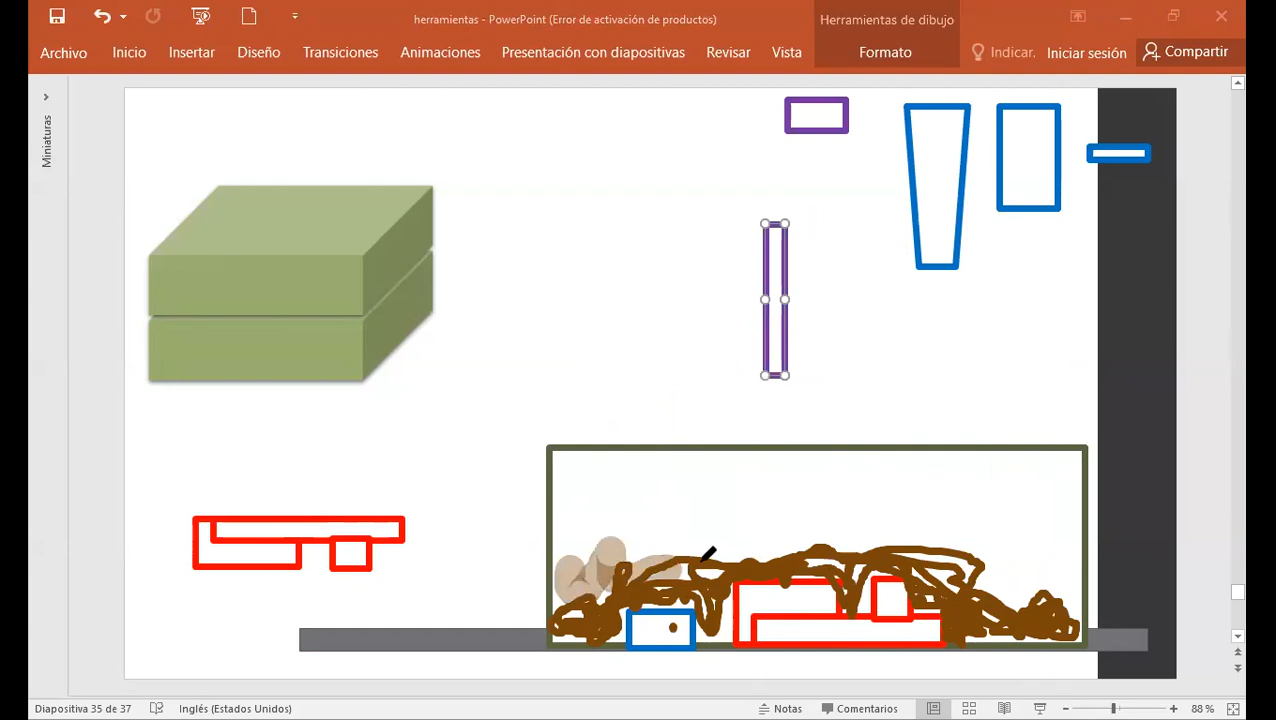 herramientas - PowerPoint (Error de activación de productos)
Herramientas de dibujo
Archivo Inicio Insertar Diseño Transiciones Animaciones Presentación con diapositivas Revisar Vista Formato Indicar. Iniciar sesión Compartir
Miniaturas
Diapositiva 35 de 37 Inglés (Estados Unidos) Notas Comentarios 88 %